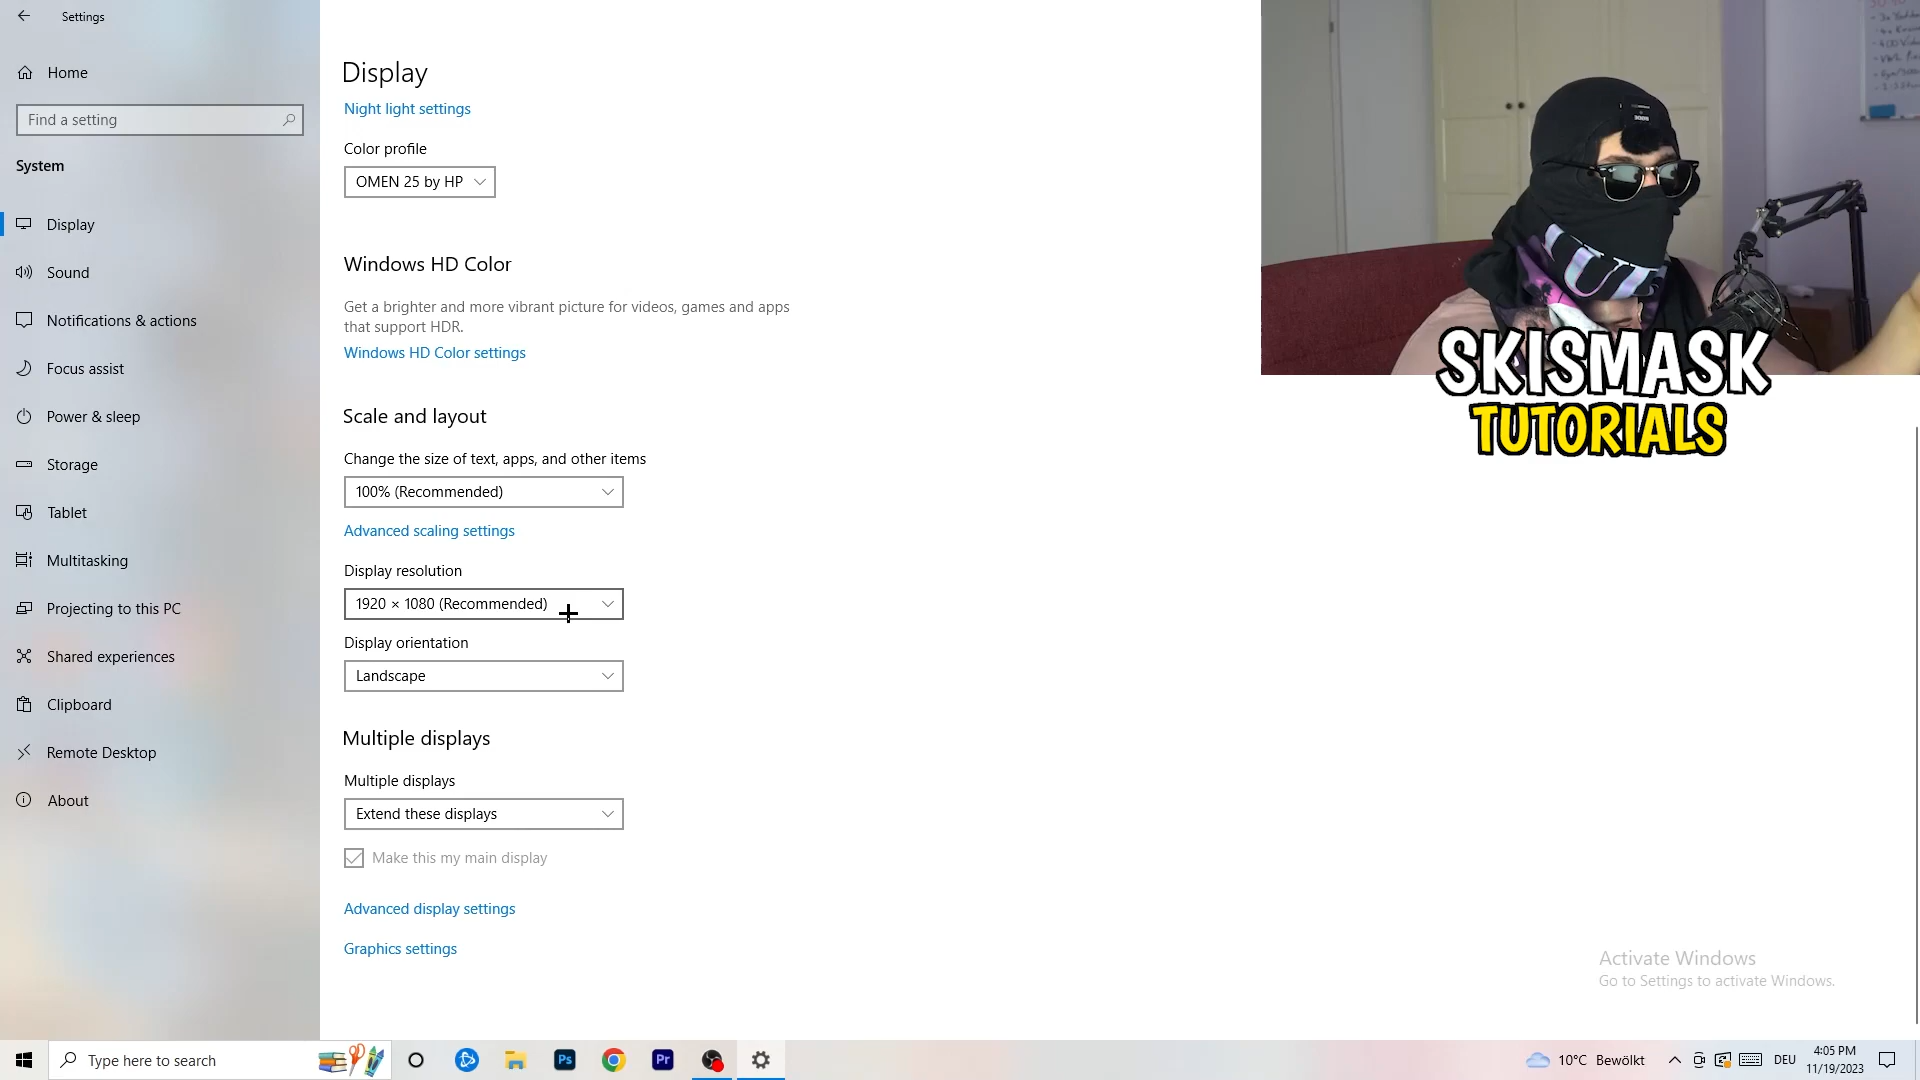 Settings
Home
Find a setting
System
Display
Sound
Notifications & actions
Focus assist
Power & sleep
Storage
Tablet
Multitasking
Projecting to this PC
Shared experiences
Clipboard
Remote Desktop
About
Display
Night light settings
Color profile
OMEN 25 by HP
Windows HD Color
Get a brighter and more vibrant picture for videos, games and apps
that support HDR.
Windows HD Color settings
Scale and layout
Change the size of text, apps, and other items
100% (Recommended)
Advanced scaling settings
Display resolution
1920 × 1080 (Recommended)
Display orientation
Landscape
Multiple displays
Multiple displays
Extend these displays
Make this my main display
Advanced display settings
Graphics settings
SKISMASK
TUTORIALS
Activate Windows
Go to Settings to activate Windows.
Type here to search
Ps
Pr
10°C Bewölkt
DEU
4:05 PM
11/19/2023